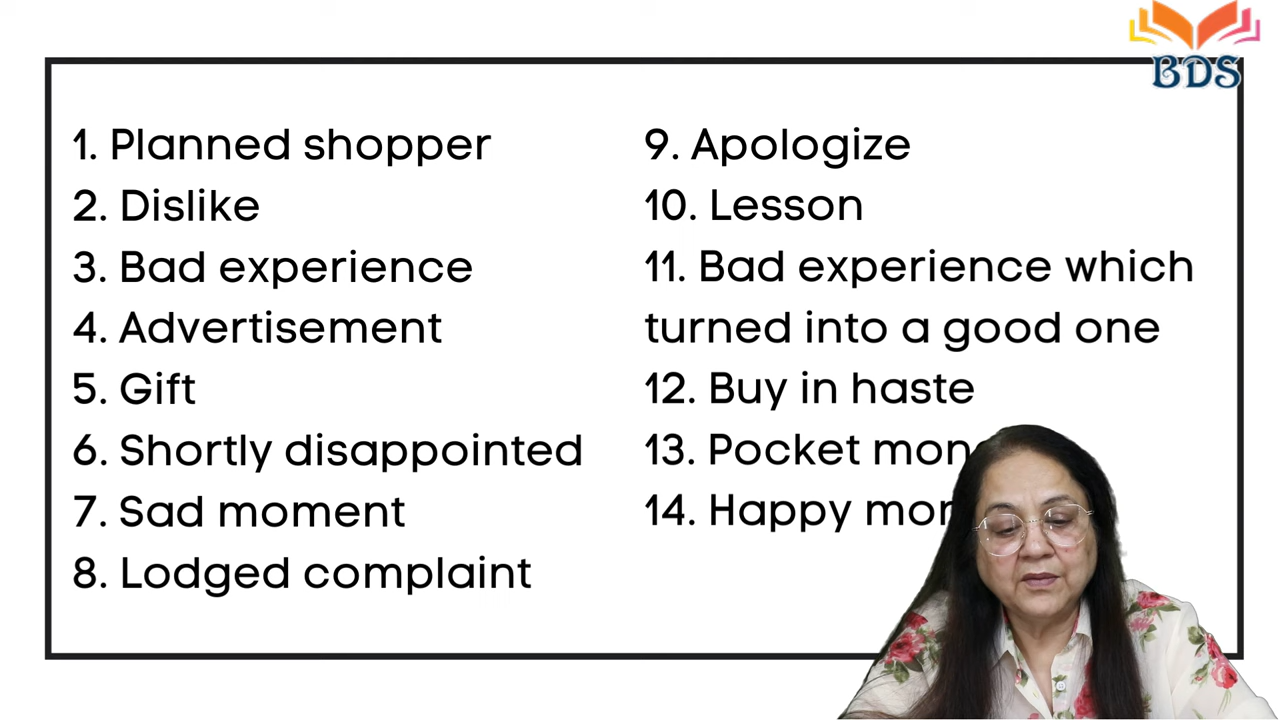 BDS
1. Planned shopper
2. Dislike
3. Bad experience
4. Advertisement
5. Gift
6. Shortly disappointed
7. Sad moment
8. Lodged complaint
9. Apologize
10. Lesson
11. Bad experience which
turned into a good one
12. Buy in haste
13. Pocket
14. Happy